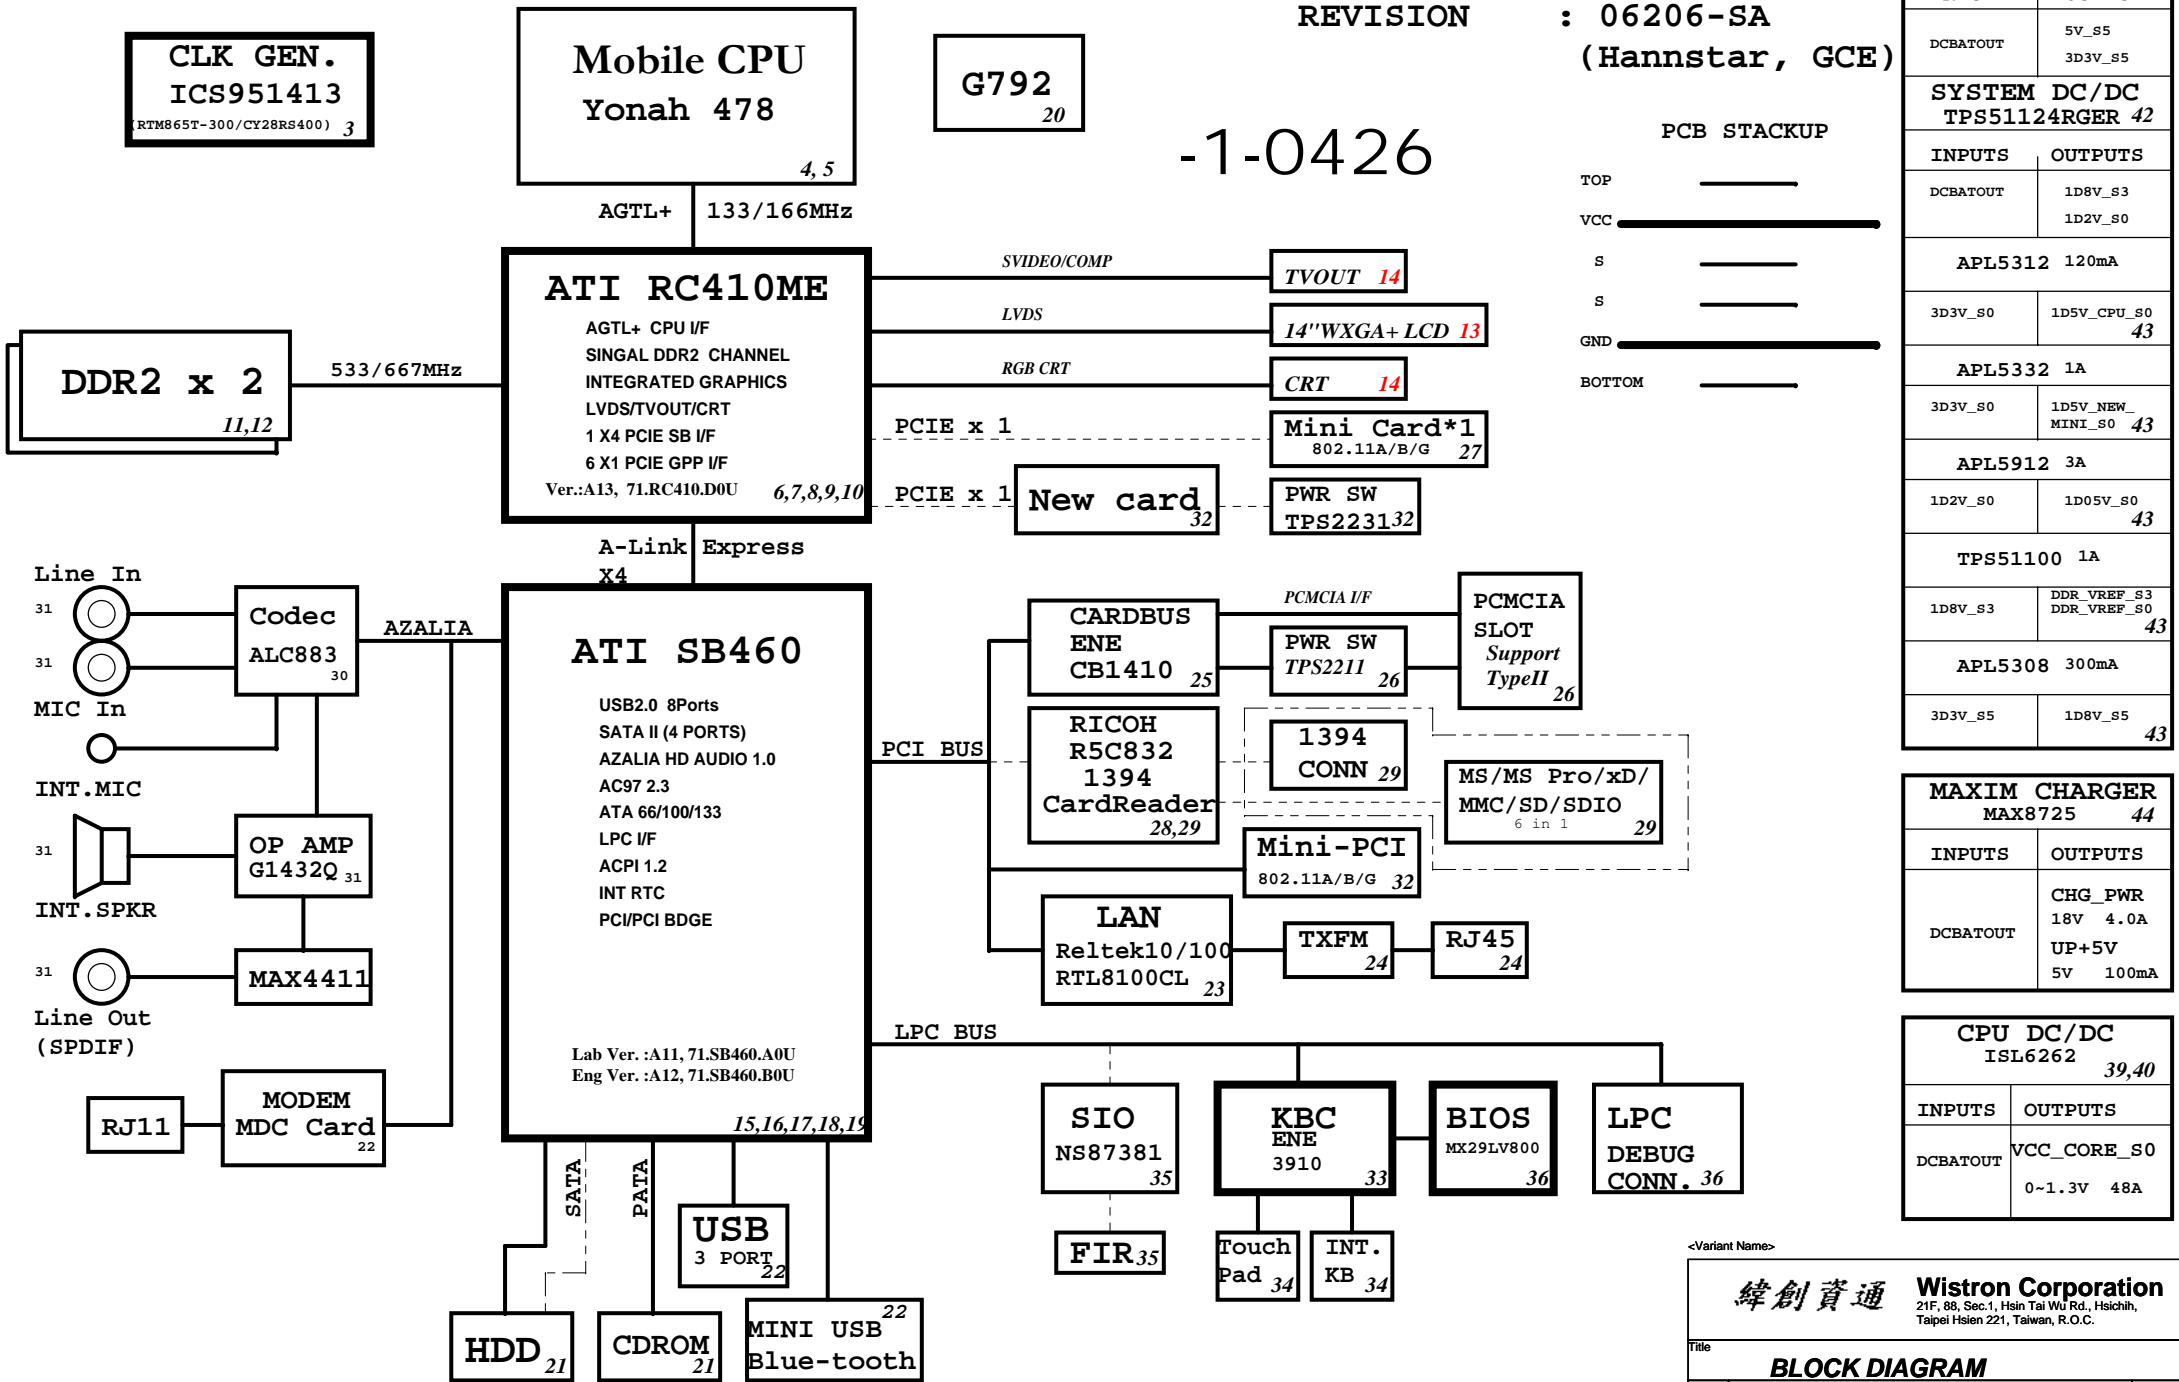 REVISION : 06206-SA
(Hannstar, GCE)
-1-0426
CLK GEN.
ICS951413
(RTM865T-300/CY28RS400) 3
Mobile CPU
Yonah 478
4, 5
G792
20
AGTL+ 133/166MHz
ATI RC410ME
AGTL+ CPU I/F
SINGAL DDR2 CHANNEL
INTEGRATED GRAPHICS
LVDS/TVOUT/CRT
1 X4 PCIE SB I/F
6 X1 PCIE GPP I/F
Ver.:A13, 71.RC410.D0U 6,7,8,9,10
DDR2 x 2
11,12
533/667MHz
SVIDEO/COMP
TVOUT 14
LVDS
14"WXGA+ LCD 13
RGB CRT
CRT 14
PCIE x 1
Mini Card*1
802.11A/B/G 27
PCIE x 1
New card
32
PWR SW
TPS2231 32
A-Link Express
X4
PCB STACKUP
TOP
VCC
S
S
GND
BOTTOM
Line In
31
31
MIC In
INT.MIC
31
INT.SPKR
31
Line Out
(SPDIF)
Codec
ALC883
30
AZALIA
OP AMP
G1432Q 31
MAX4411
RJ11
MODEM
MDC Card
22
ATI SB460
USB2.0 8Ports
SATA II (4 PORTS)
AZALIA HD AUDIO 1.0
AC97 2.3
ATA 66/100/133
LPC I/F
ACPI 1.2
INT RTC
PCI/PCI BDGE
Lab Ver. :A11, 71.SB460.A0U
Eng Ver. :A12, 71.SB460.B0U
15,16,17,18,19
PCI BUS
CARDBUS
ENE
CB1410 25
PCMCIA I/F
PWR SW
TPS2211
26
PCMCIA
SLOT
Support
TypeII
26
RICOH
R5C832
1394
CardReader
28,29
1394
CONN 29
MS/MS Pro/xD/
MMC/SD/SDIO
6 in 1 29
Mini-PCI
802.11A/B/G 32
LAN
Reltek10/100
RTL8100CL
23
TXFM
24
RJ45
24
LPC BUS
SIO
NS87381
35
FIR 35
KBC
ENE
3910
33
BIOS
MX29LV800
36
LPC
DEBUG
CONN. 36
Touch
Pad 34
INT.
KB 34
SATA
PATA
HDD 21
CDROM
21
USB
3 PORT
22
22
MINI USB
Blue-tooth
DCBATOUT 5V_S5
3D3V_S5
SYSTEM DC/DC
TPS51124RGER 42
INPUTS OUTPUTS
DCBATOUT 1D8V_S3
1D2V_S0
APL5312 120mA
3D3V_S0 1D5V_CPU_S0
43
APL5332 1A
3D3V_S0 1D5V_NEW_
MINI_S0 43
APL5912 3A
1D2V_S0 1D05V_S0
43
TPS51100 1A
1D8V_S3 DDR_VREF_S3
DDR_VREF_S0
43
APL5308 300mA
3D3V_S5 1D8V_S5
43
MAXIM CHARGER
MAX8725 44
INPUTS OUTPUTS
DCBATOUT
CHG_PWR
18V 4.0A
UP+5V
5V 100mA
CPU DC/DC
ISL6262
39,40
INPUTS OUTPUTS
DCBATOUT VCC_CORE_S0
0~1.3V 48A
<Variant Name>
緯創資通 Wistron Corporation
21F, 88, Sec.1, Hsin Tai Wu Rd., Hsichih,
Taipei Hsien 221, Taiwan, R.O.C.
Title
BLOCK DIAGRAM